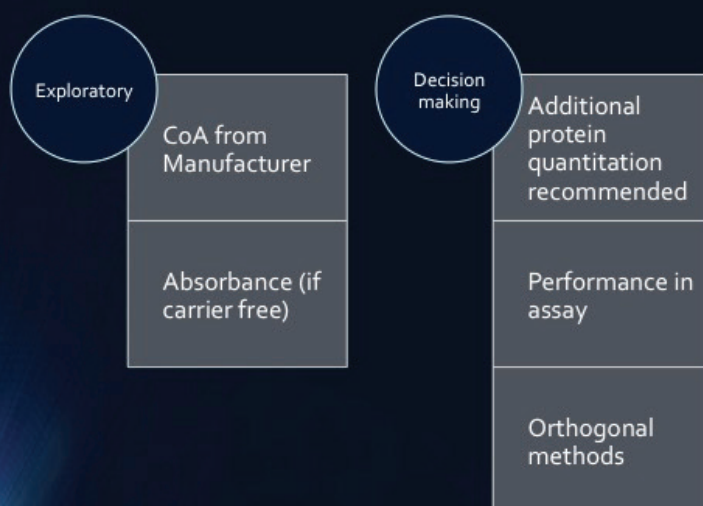 Exploratory
CoA from
Manufacturer
Absorbance (if
carrier free)
Decision
making
Additional
protein
quantitation
recommended
Performance in
assay
Orthogonal
methods